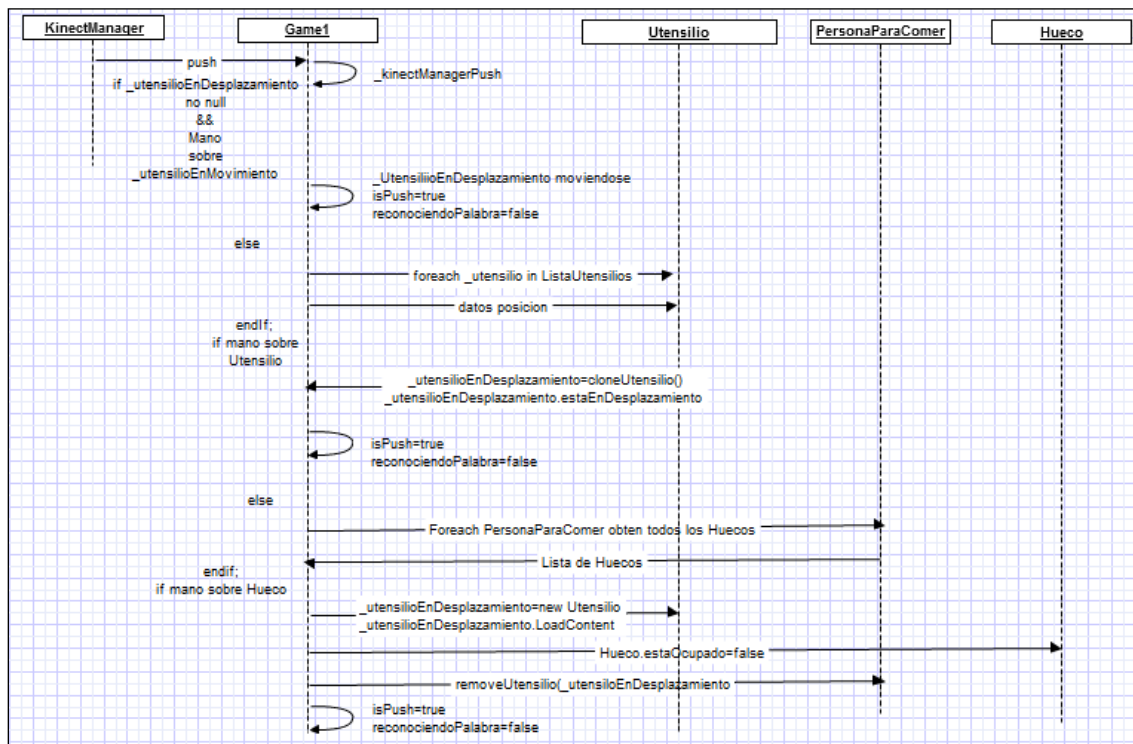 KinectManager
Game1
Utensilio
PersonaParaComer
Hueco
push
_kinectManagerPush
if _utensilioEnDesplazamiento
no null
&&
Mano
sobre
_utensilioEnMovimiento
_UtensiliioEnDesplazamiento moviendose
isPush=true
reconociendoPalabra=false
else
foreach _utensilio in ListaUtensilios
datos posicion
endIf;
if mano sobre
Utensilio
_utensilioEnDesplazamiento=cloneUtensilio()
_utensilioEnDesplazamiento.estaEnDesplazamiento
isPush=true
reconociendoPalabra=false
else
Foreach PersonaParaComer obten todos los Huecos
Lista de Huecos
endif;
if mano sobre Hueco
_utensilioEnDesplazamiento=new Utensilio
_utensilioEnDesplazamiento.LoadContent
Hueco.estaOcupado=false
removeUtensilio(_utensiloEnDesplazamiento
isPush=true
reconociendoPalabra=false